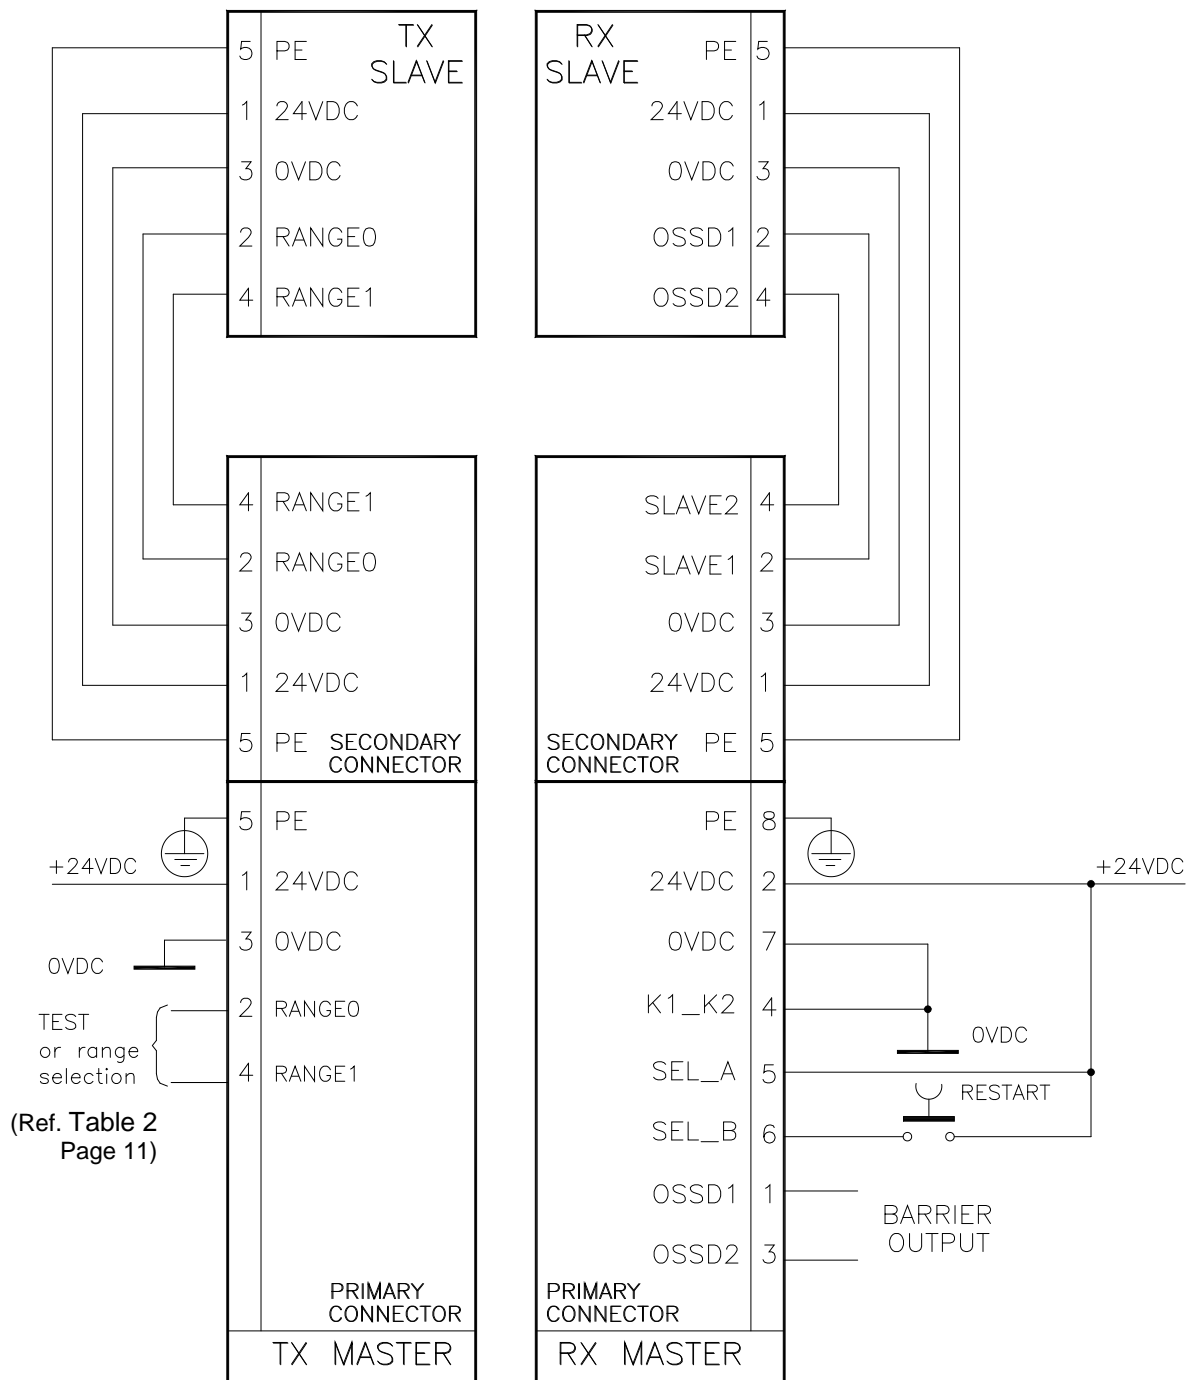 TX
SLAVE
5 PE
1 24VDC
3 0VDC
2 RANGE0
4 RANGE1
RX
SLAVE
PE 5
24VDC 1
0VDC 3
OSSD1 2
OSSD2 4
4 RANGE1
2 RANGE0
3 0VDC
1 24VDC
5 PE
SECONDARY
CONNECTOR
SLAVE2 4
SLAVE1 2
0VDC 3
24VDC 1
PE 5
SECONDARY
CONNECTOR
5 PE
+24VDC
1 24VDC
3 0VDC
0VDC
2 RANGE0
4 RANGE1
TEST
or range
selection
(Ref. Table 2
Page 11)
PRIMARY
CONNECTOR
TX MASTER
PE 8
24VDC 2
+24VDC
0VDC 7
K1_K2 4
0VDC
SEL_A 5
RESTART
SEL_B 6
OSSD1 1
OSSD2 3
BARRIER
OUTPUT
PRIMARY
CONNECTOR
RX MASTER